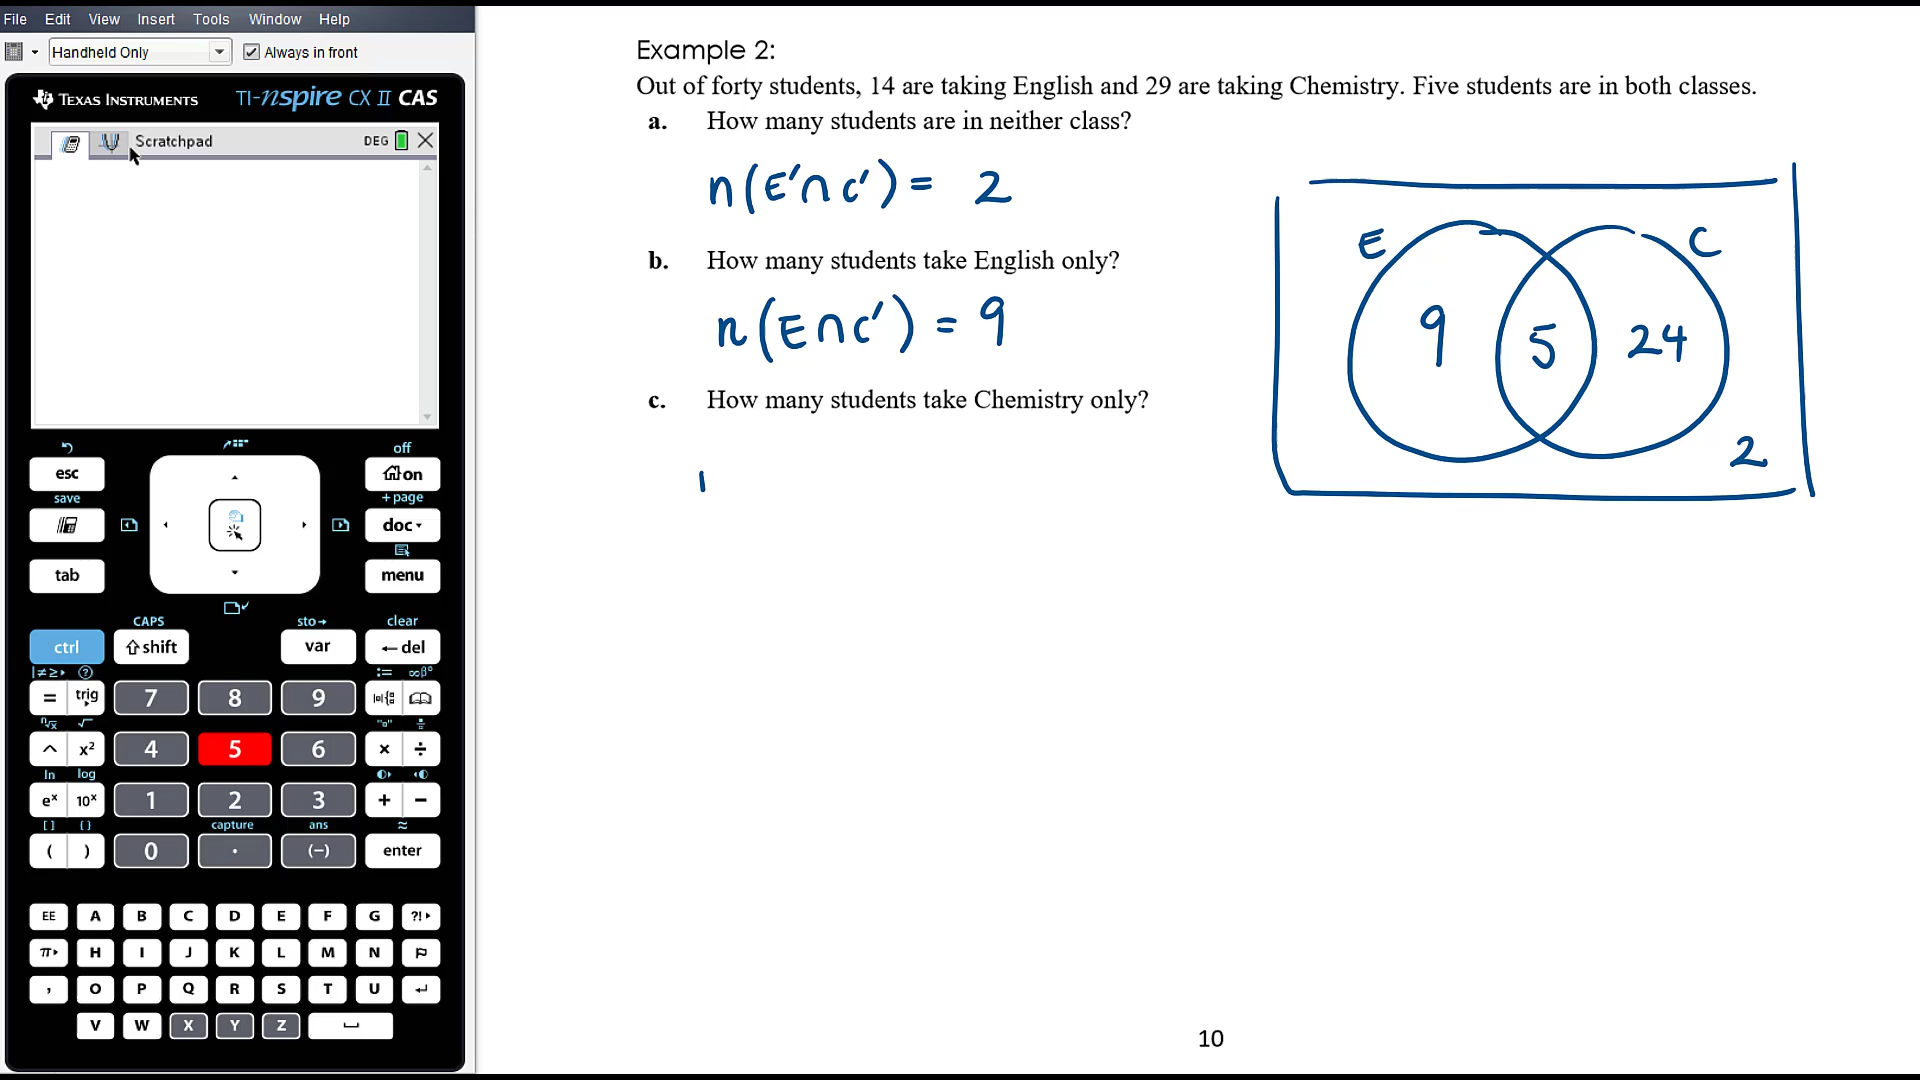 File Edit View Insert Tools Window Help
Handheld Only Always in front
TEXAS INSTRUMENTS TI-nspire CX II CAS
Scratchpad DEG
off
esc on
save + page
doc
tab menu
CAPS sto→ clear
ctrl shift var ←del
|≠≥▸ ? := ∞β°
= trig 7 8 9
ⁿ√x √ "▫" ÷
^ x² 4 5 6 × ÷
ln log
eˣ 10ˣ 1 2 3 + −
[ ] { } capture ans ≈
( ) 0 . (−) enter
EE A B C D E F G ?!▸
π▸ H I J K L M N
, O P Q R S T U
V W X Y Z
Example 2:
Out of forty students, 14 are taking English and 29 are taking Chemistry. Five students are in both classes.
a. How many students are in neither class?
n(E′∩C′) = 2
b. How many students take English only?
n(E∩C′) = 9
c. How many students take Chemistry only?
E C
9 5 24
2
10